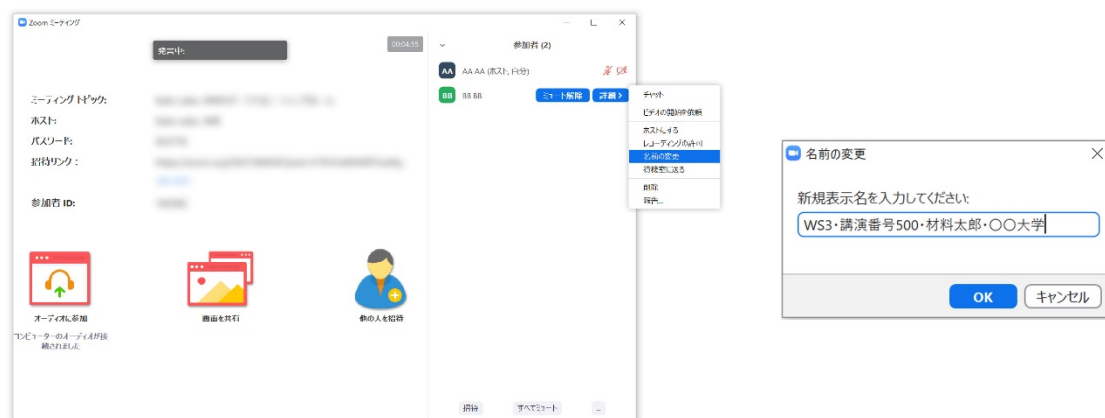 Zoom ミーティング
発言中:
00:04:55
ミーティング トピック:
ホスト:
パスワード:
招待リンク:
参加者 ID:
オーディオに参加
コンピューターのオーディオが接
続されました
画面を共有
他の人を招待
参加者 (2)
AA AA AA (ホスト, 自分)
BB BB BB ミュート解除 詳細 >
チャット
ビデオの開始を依頼
ホストにする
レコーディングの許可
名前の変更
待機室に送る
削除
報告...
招待 すべてミュート ...
名前の変更
新規表示名を入力してください:
WS3・講演番号500・材料太郎・〇〇大学
OK キャンセル